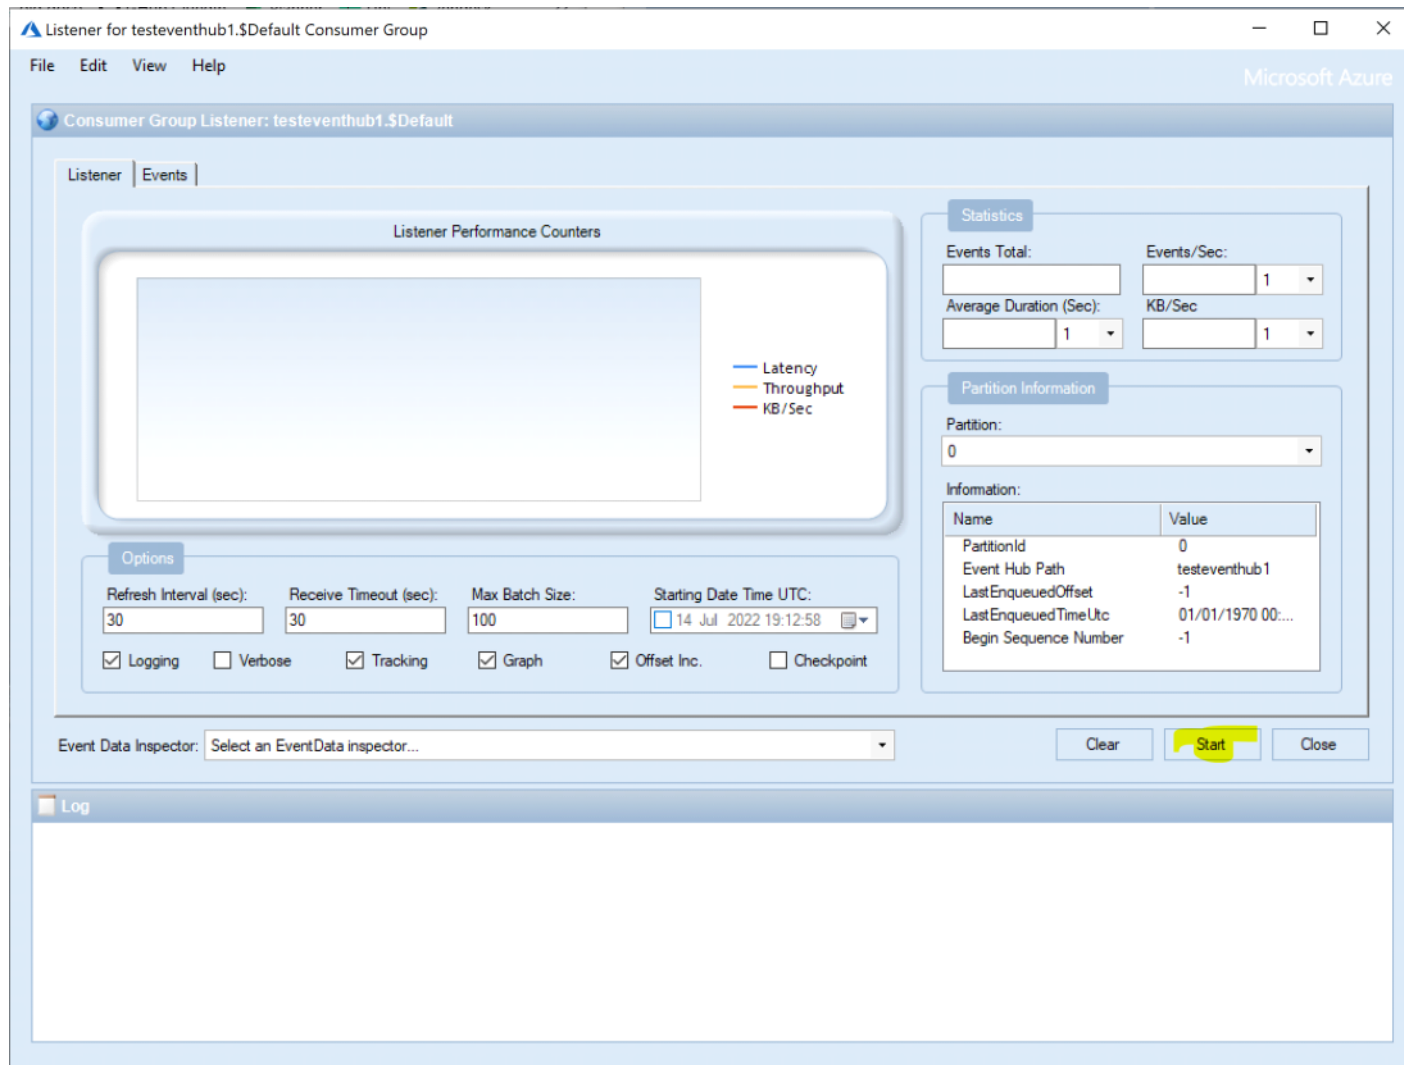 Listener for testeventhub1.$Default Consumer Group
File Edit View Help
Microsoft Azure
Consumer Group Listener: testeventhub1.$Default
Listener Events
Listener Performance Counters
Latency
Throughput
KB/Sec
Statistics
Events Total: Events/Sec:
1
Average Duration (Sec): KB/Sec
1 1
Partition Information
Partition:
0
Information:
Name Value
PartitionId 0
Event Hub Path testeventhub1
LastEnqueuedOffset -1
LastEnqueuedTimeUtc 01/01/1970 00:...
Begin Sequence Number -1
Options
Refresh Interval (sec): Receive Timeout (sec): Max Batch Size: Starting Date Time UTC:
30 30 100 14 Jul 2022 19:12:58
Logging Verbose Tracking Graph Offset Inc. Checkpoint
Event Data Inspector: Select an EventData inspector... Clear Start Close
Log